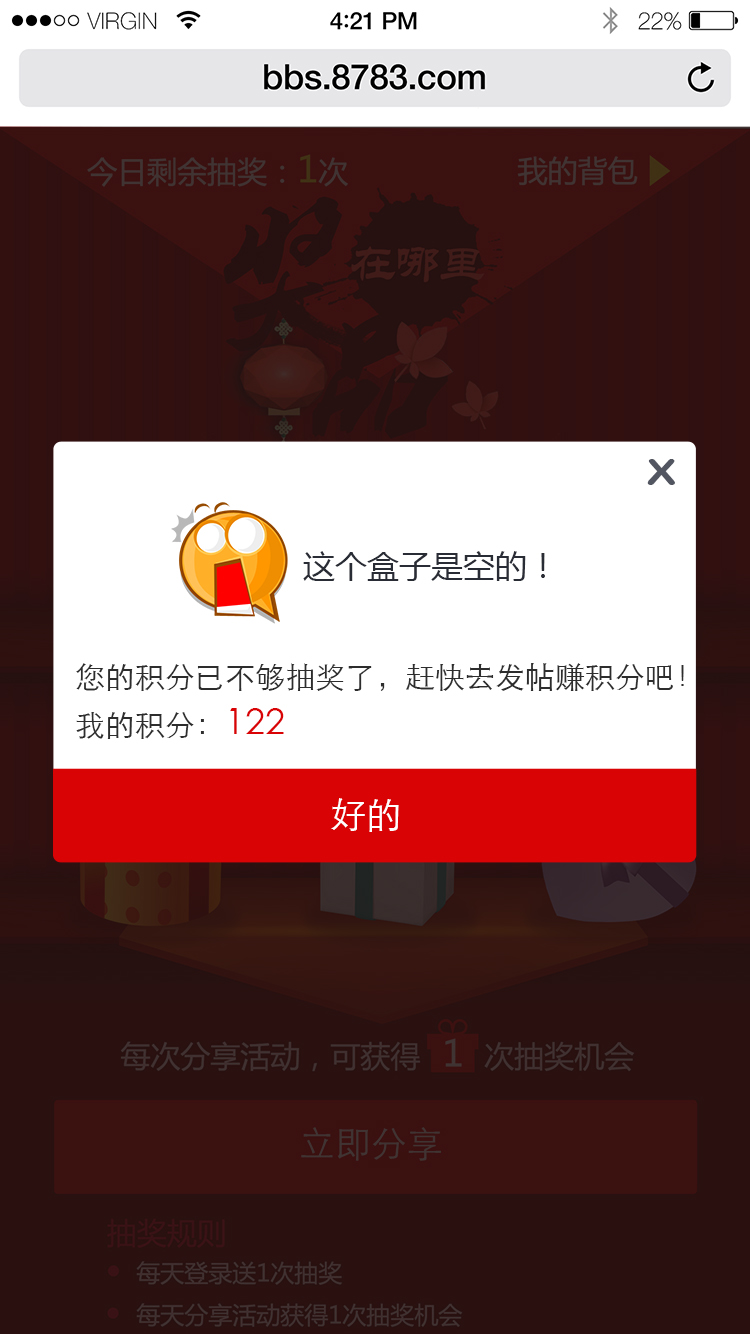 VIRGIN 4:21 PM 22%
bbs.8783.com
今日剩余抽奖：1次 我的背包
奖品
在哪里
这个盒子是空的！
您的积分已不够抽奖了，赶快去发帖赚积分吧！
我的积分：122
好的
每次分享活动，可获得 1 次抽奖机会
立即分享
抽奖规则
每天登录送1次抽奖
每天分享活动获得1次抽奖机会